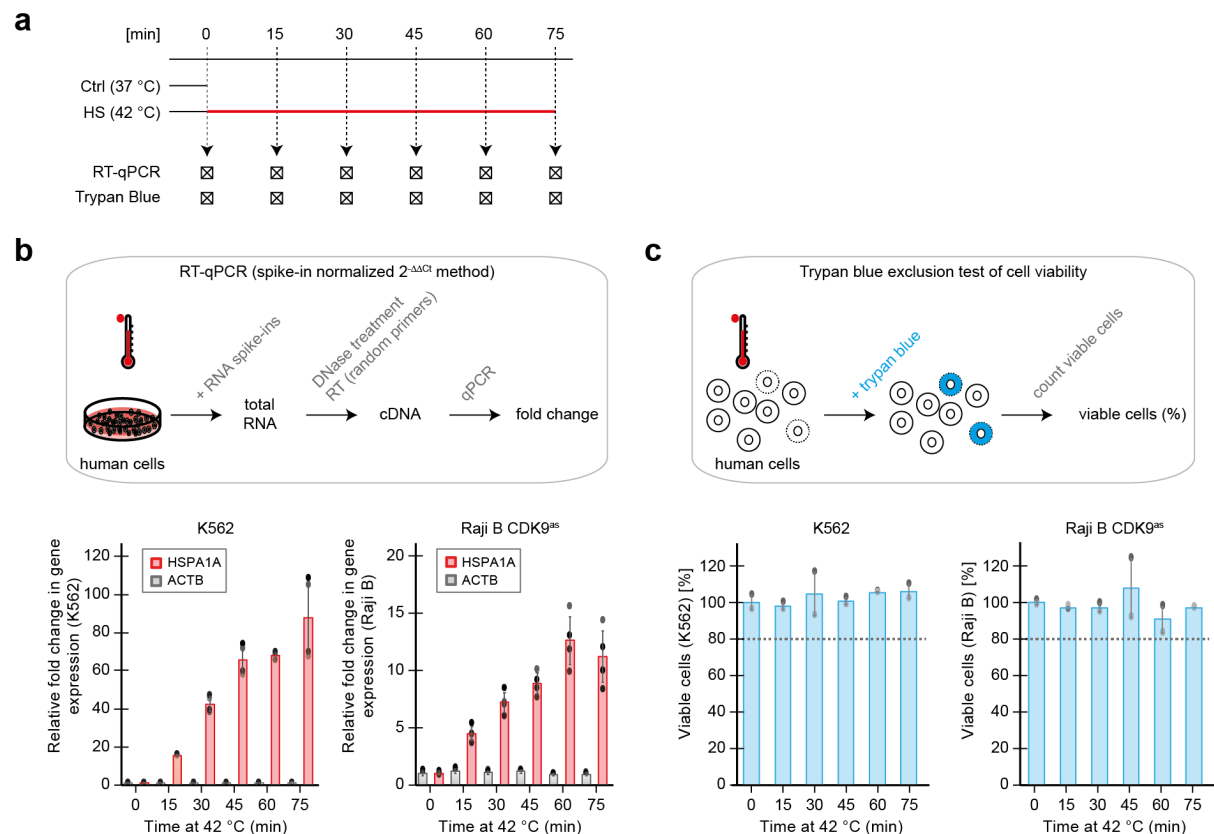 a
[min] 0 15 30 45 60 75
Ctrl (37 °C)
HS (42 °C)
RT-qPCR
Trypan Blue
b
RT-qPCR (spike-in normalized 2-ΔΔCt method)
+ RNA spike-ins
DNase treatment
RT (random primers)
qPCR
total
RNA
cDNA
fold change
human cells
K562
HSPA1A
ACTB
Relative fold change in gene
expression (K562)
120
100
80
60
40
20
0
0 15 30 45 60 75
Time at 42 °C (min)
Raji B CDK9as
HSPA1A
ACTB
Relative fold change in gene
expression (Raji B)
20
15
10
5
0
0 15 30 45 60 75
Time at 42 °C (min)
c
Trypan blue exclusion test of cell viability
+ trypan blue
count viable cells
viable cells (%)
human cells
K562
Viable cells (K562) [%]
120
100
80
60
40
20
0
0 15 30 45 60 75
Time at 42 °C (min)
Raji B CDK9as
Viable cells (Raji B) [%]
120
100
80
60
40
20
0
0 15 30 45 60 75
Time at 42 °C (min)